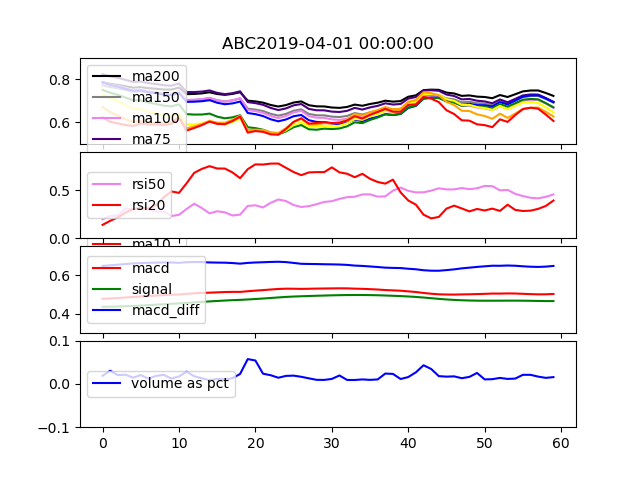 ABC2019-04-01 00:00:00
0.8
0.6
ma200
ma150
ma100
ma75
0.5
0.0
rsi50
rsi20
ma10
0.6
0.4
macd
signal
macd_diff
0.1
0.0
−0.1
volume as pct
0 10 20 30 40 50 60